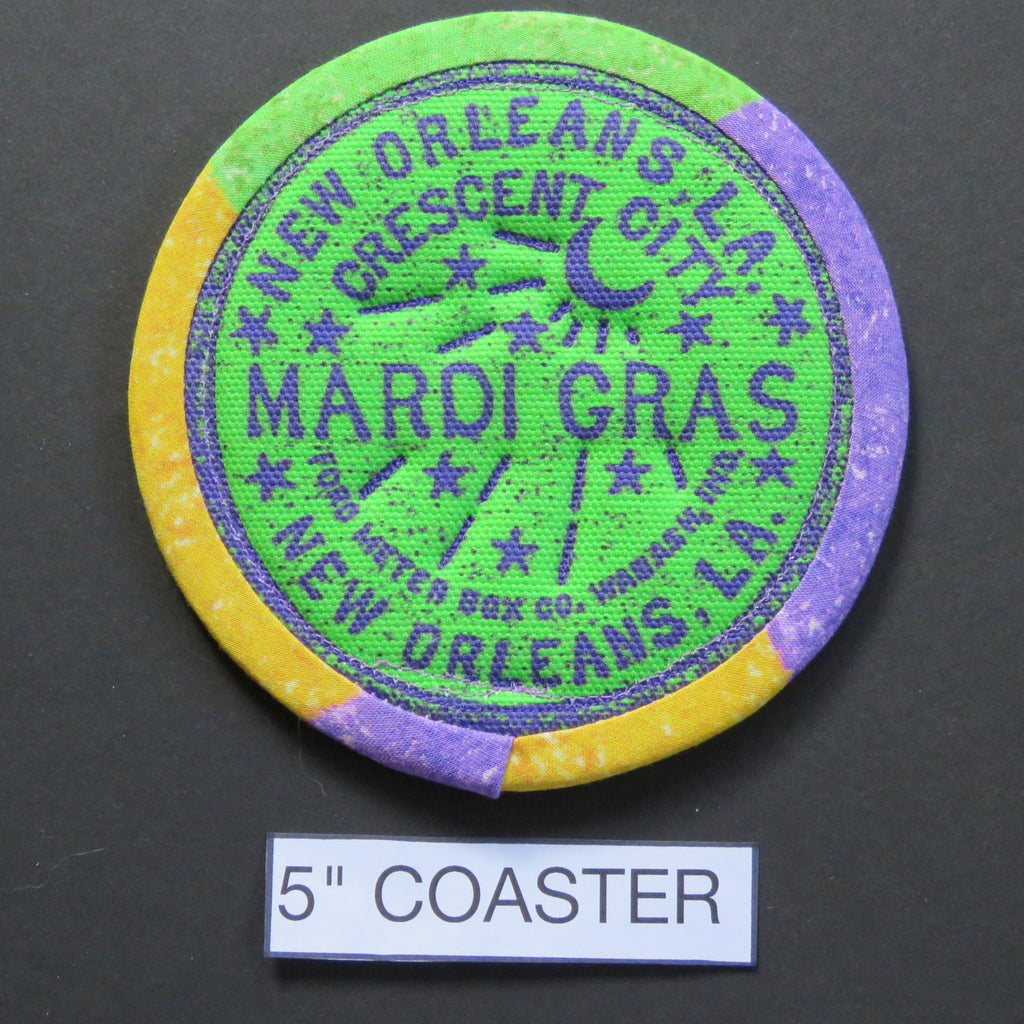 NEW ORLEANS, LA.
CRESCENT CITY
MARDI GRAS
FORD METER BOX CO. WABASH, IND.
NEW ORLEANS, LA.
5" COASTER